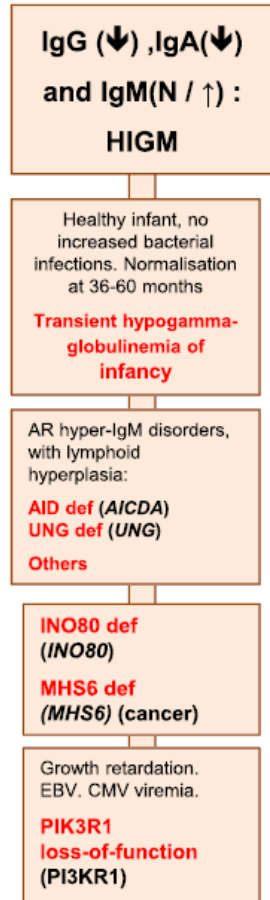 IgG (🡻) ,IgA(🡻)
and IgM(N / ↑) :
HIGM
Healthy infant, no
increased bacterial
infections. Normalisation
at 36-60 months
Transient hypogamma-
globulinemia of
infancy
AR hyper-IgM disorders,
with lymphoid
hyperplasia:
AID def (AICDA)
UNG def (UNG)
Others
INO80 def
(INO80)
MHS6 def
(MHS6) (cancer)
Growth retardation.
EBV. CMV viremia.
PIK3R1
loss-of-function
(PI3KR1)